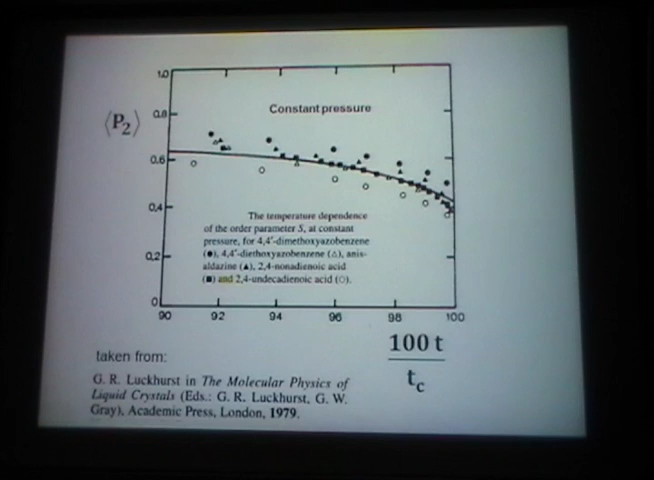 1.0
Constant pressure
0.8
⟨P₂⟩
0.6
0.4
The temperature dependence
of the order parameter S, at constant
pressure, for 4,4'-dimethoxyazobenzene
(●), 4,4'-diethoxyazobenzene (△), anis-
aldazine (▲), 2,4-nonadienoic acid
(■) and 2,4-undecadienoic acid (○).
0.2
0
90 92 94 96 98 100
100 t
t_c
taken from:
G. R. Luckhurst in The Molecular Physics of
Liquid Crystals (Eds.: G. R. Luckhurst, G. W.
Gray), Academic Press, London, 1979.